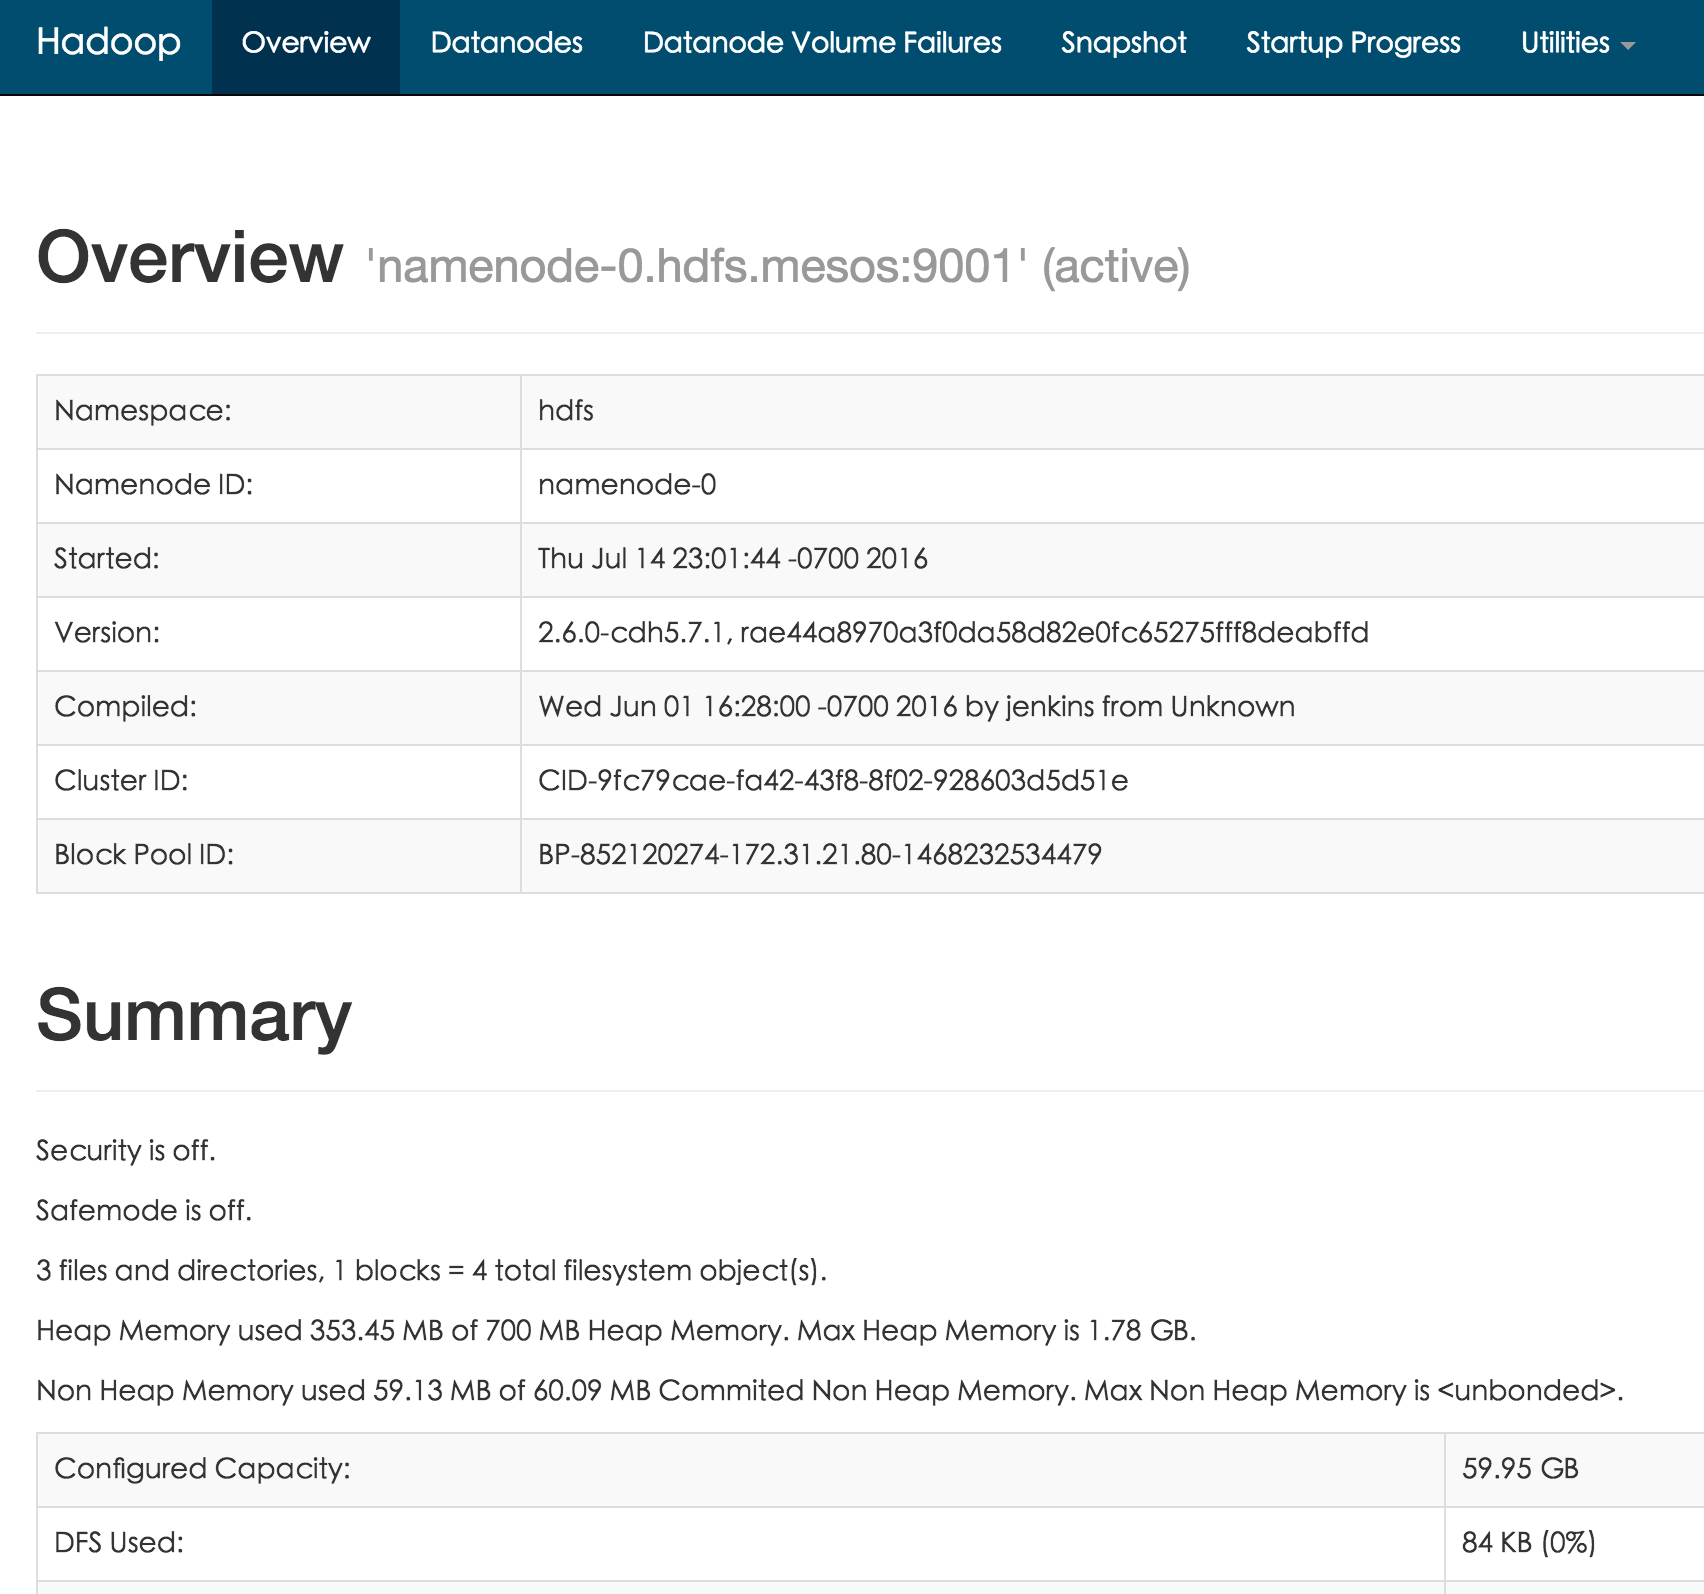 Hadoop Overview Datanodes Datanode Volume Failures Snapshot Startup Progress Utilities
Overview 'namenode-0.hdfs.mesos:9001' (active)
Namespace: hdfs
Namenode ID: namenode-0
Started: Thu Jul 14 23:01:44 -0700 2016
Version: 2.6.0-cdh5.7.1, rae44a8970a3f0da58d82e0fc65275fff8deabffd
Compiled: Wed Jun 01 16:28:00 -0700 2016 by jenkins from Unknown
Cluster ID: CID-9fc79cae-fa42-43f8-8f02-928603d5d51e
Block Pool ID: BP-852120274-172.31.21.80-1468232534479
Summary
Security is off.
Safemode is off.
3 files and directories, 1 blocks = 4 total filesystem object(s).
Heap Memory used 353.45 MB of 700 MB Heap Memory. Max Heap Memory is 1.78 GB.
Non Heap Memory used 59.13 MB of 60.09 MB Commited Non Heap Memory. Max Non Heap Memory is <unbonded>.
Configured Capacity: 59.95 GB
DFS Used: 84 KB (0%)